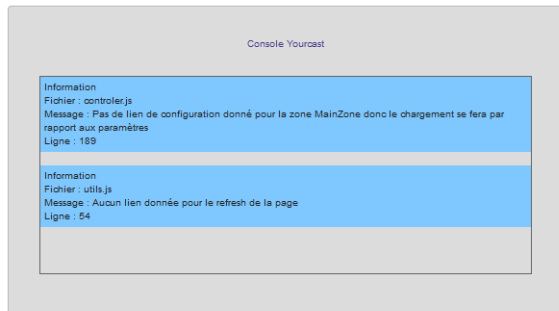 Console Yourcast
Information
Fichier : controler.js
Message : Pas de lien de configuration donné pour la zone MainZone donc le chargement se fera par
rapport aux paramètres
Ligne : 189
Information
Fichier : utils.js
Message : Aucun lien donnée pour le refresh de la page
Ligne : 54